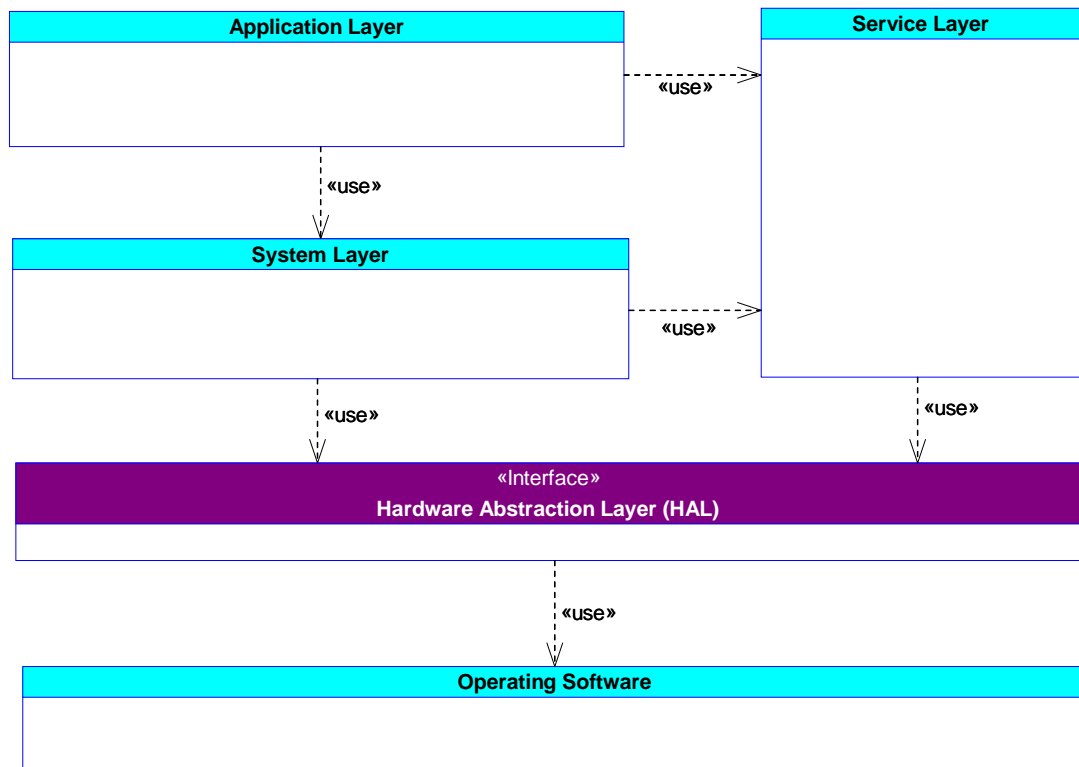 Application Layer
Service Layer
«use»
«use»
System Layer
«use»
«use»
«use»
«Interface»
Hardware Abstraction Layer (HAL)
«use»
Operating Software